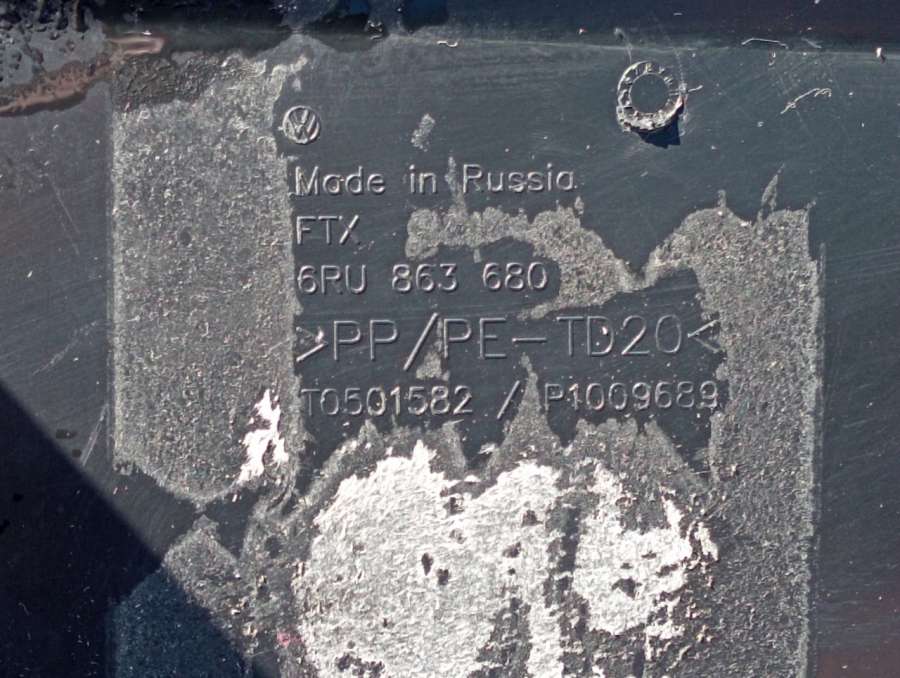 Made in Russia
FTX
6RU 863 680
>PP/PE-TD20<
T0501582 / P1009689